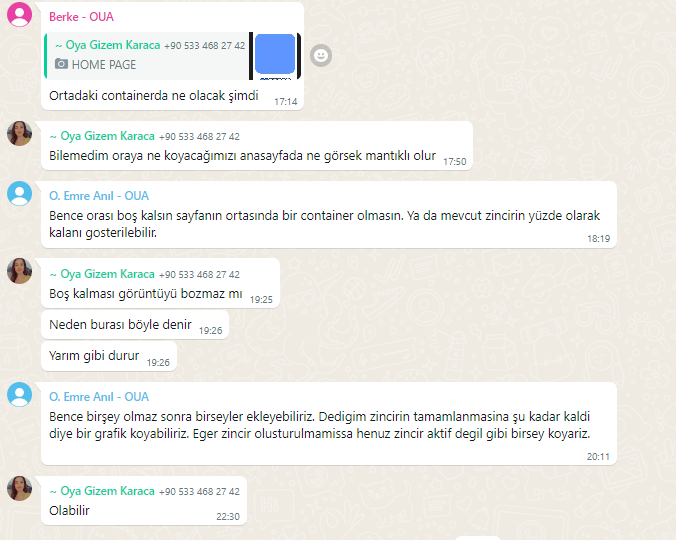 Berke - OUA
~ Oya Gizem Karaca +90 533 468 27 42
HOME PAGE
Ortadaki containerda ne olacak şimdi 17:14
~ Oya Gizem Karaca +90 533 468 27 42
Bilemedim oraya ne koyacağımızı anasayfada ne görsek mantıklı olur 17:50
O. Emre Anıl - OUA
Bence orası boş kalsın sayfanın ortasında bir container olmasın. Ya da mevcut zincirin yüzde olarak
kalanı gosterilebilir.
18:19
~ Oya Gizem Karaca +90 533 468 27 42
Boş kalması görüntüyü bozmaz mı 19:25
Neden burası böyle denir 19:26
Yarım gibi durur 19:26
O. Emre Anıl - OUA
Bence birşey olmaz sonra birseyler ekleyebiliriz. Dedigim zincirin tamamlanmasina şu kadar kaldi
diye bir grafik koyabiliriz. Eger zincir olusturulmamissa henuz zincir aktif degil gibi birsey koyariz.
20:11
~ Oya Gizem Karaca +90 533 468 27 42
Olabilir 22:30